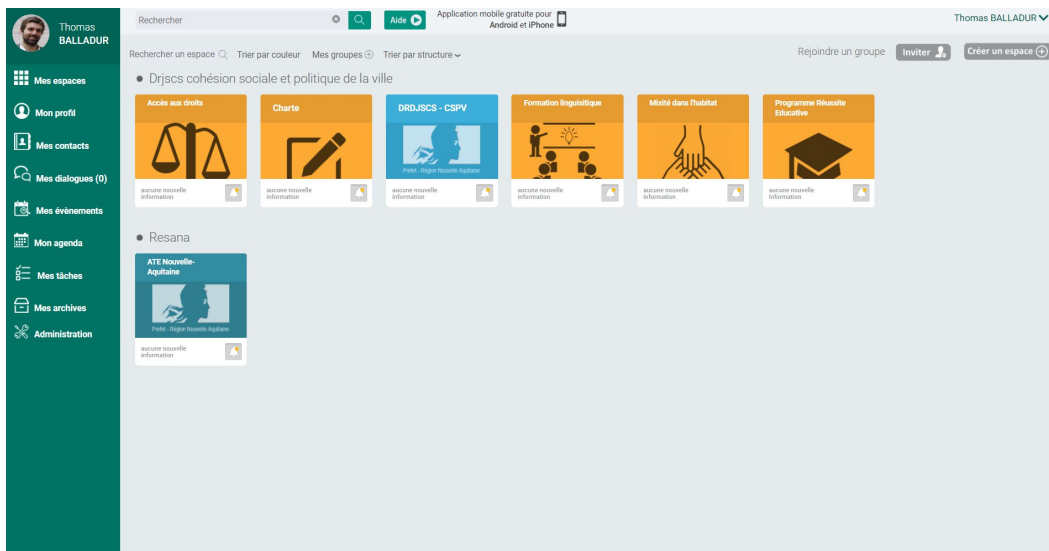 Thomas
BALLADUR
Mes espaces
Mon profil
Mes contacts
Mes dialogues (0)
Mes évènements
Mon agenda
Mes tâches
Mes archives
Administration
Rechercher
Aide
Application mobile gratuite pour
Android et iPhone
Thomas BALLADUR
Rechercher un espace
Trier par couleur
Mes groupes
Trier par structure
Rejoindre un groupe
Inviter
Créer un espace
Drjscs cohésion sociale et politique de la ville
Accès aux droits
aucune nouvelle
information
Charte
aucune nouvelle
information
DRDJSCS - CSPV
Préfet - Région Nouvelle-Aquitaine
aucune nouvelle
information
Formation linguisitique
aucune nouvelle
information
Mixité dans l'habitat
aucune nouvelle
information
Programme Réussite
Educative
aucune nouvelle
information
Resana
ATE Nouvelle-
Aquitaine
Préfet - Région Nouvelle-Aquitaine
aucune nouvelle
information